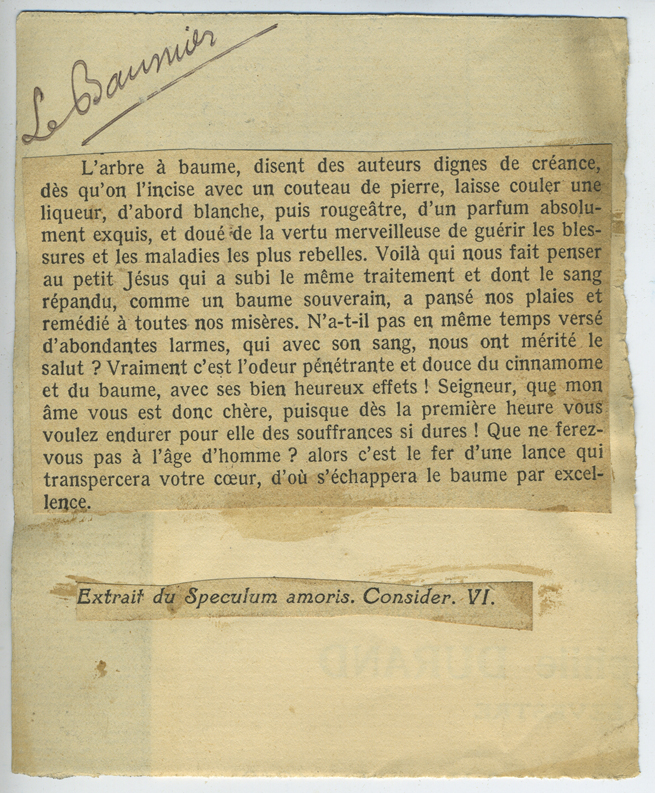 Le Baumier
L'arbre à baume, disent des auteurs dignes de créance,
dès qu'on l'incise avec un couteau de pierre, laisse couler une
liqueur, d'abord blanche, puis rougeâtre, d'un parfum absolu-
ment exquis, et doué de la vertu merveilleuse de guérir les bles-
sures et les maladies les plus rebelles. Voilà qui nous fait penser
au petit Jésus qui a subi le même traitement et dont le sang
répandu, comme un baume souverain, a pansé nos plaies et
remédié à toutes nos misères. N'a-t-il pas en même temps versé
d'abondantes larmes, qui avec son sang, nous ont mérité le
salut ? Vraiment c'est l'odeur pénétrante et douce du cinnamome
et du baume, avec ses bien heureux effets ! Seigneur, que mon
âme vous est donc chère, puisque dès la première heure vous
voulez endurer pour elle des souffrances si dures ! Que ne ferez-
vous pas à l'âge d'homme ? alors c'est le fer d'une lance qui
transpercera votre cœur, d'où s'échappera le baume par excel-
lence.
Extrait du Speculum amoris. Consider. VI.
DURAND